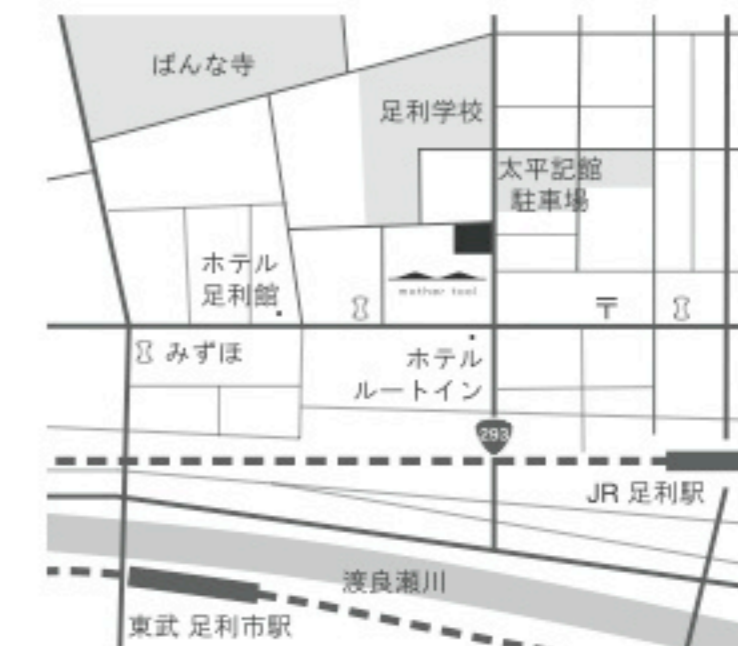 ばんな寺
足利学校
太平記館
駐車場
ホテル
足利館
mother tool
〒
みずほ
ホテル
ルートイン
293
JR 足利駅
渡良瀬川
東武 足利市駅